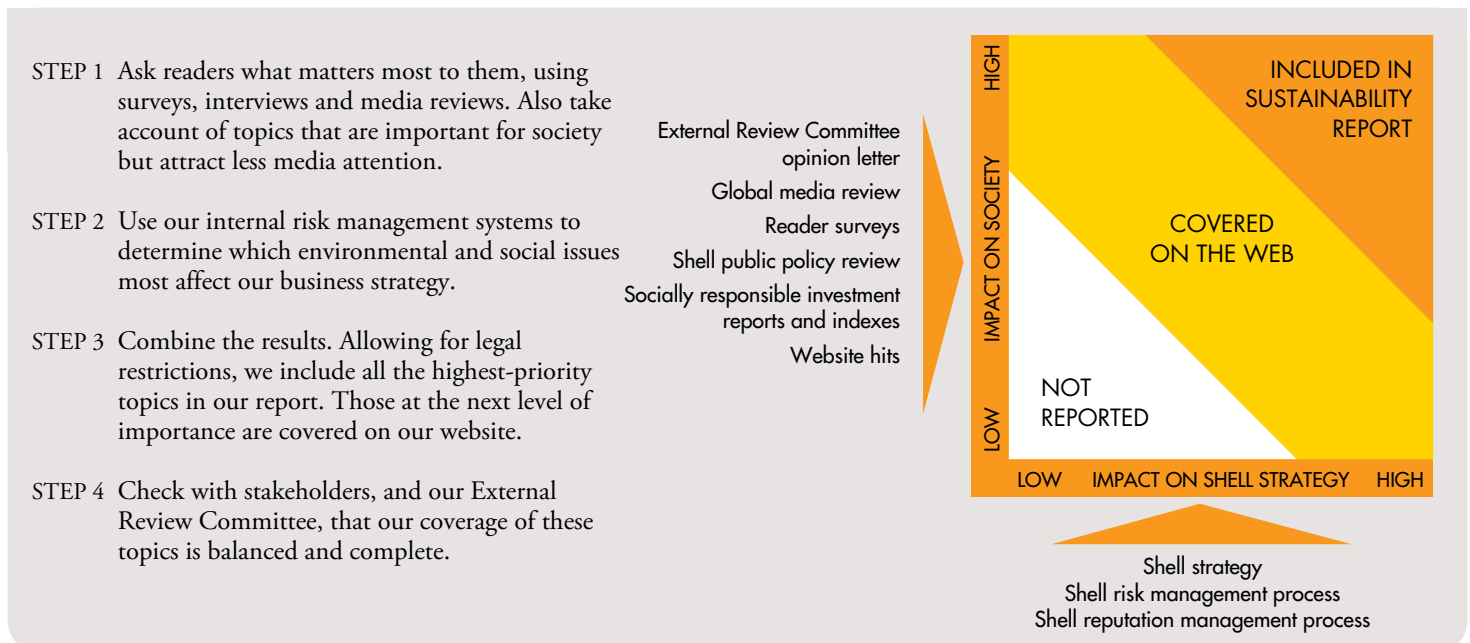 STEP 1 Ask readers what matters most to them, using
surveys, interviews and media reviews. Also take
account of topics that are important for society
but attract less media attention.
STEP 2 Use our internal risk management systems to
determine which environmental and social issues
most affect our business strategy.
STEP 3 Combine the results. Allowing for legal
restrictions, we include all the highest-priority
topics in our report. Those at the next level of
importance are covered on our website.
STEP 4 Check with stakeholders, and our External
Review Committee, that our coverage of these
topics is balanced and complete.
External Review Committee
opinion letter
Global media review
Reader surveys
Shell public policy review
Socially responsible investment
reports and indexes
Website hits
HIGH
IMPACT ON SOCIETY
LOW
INCLUDED IN
SUSTAINABILITY
REPORT
COVERED
ON THE WEB
NOT
REPORTED
LOW IMPACT ON SHELL STRATEGY HIGH
Shell strategy
Shell risk management process
Shell reputation management process